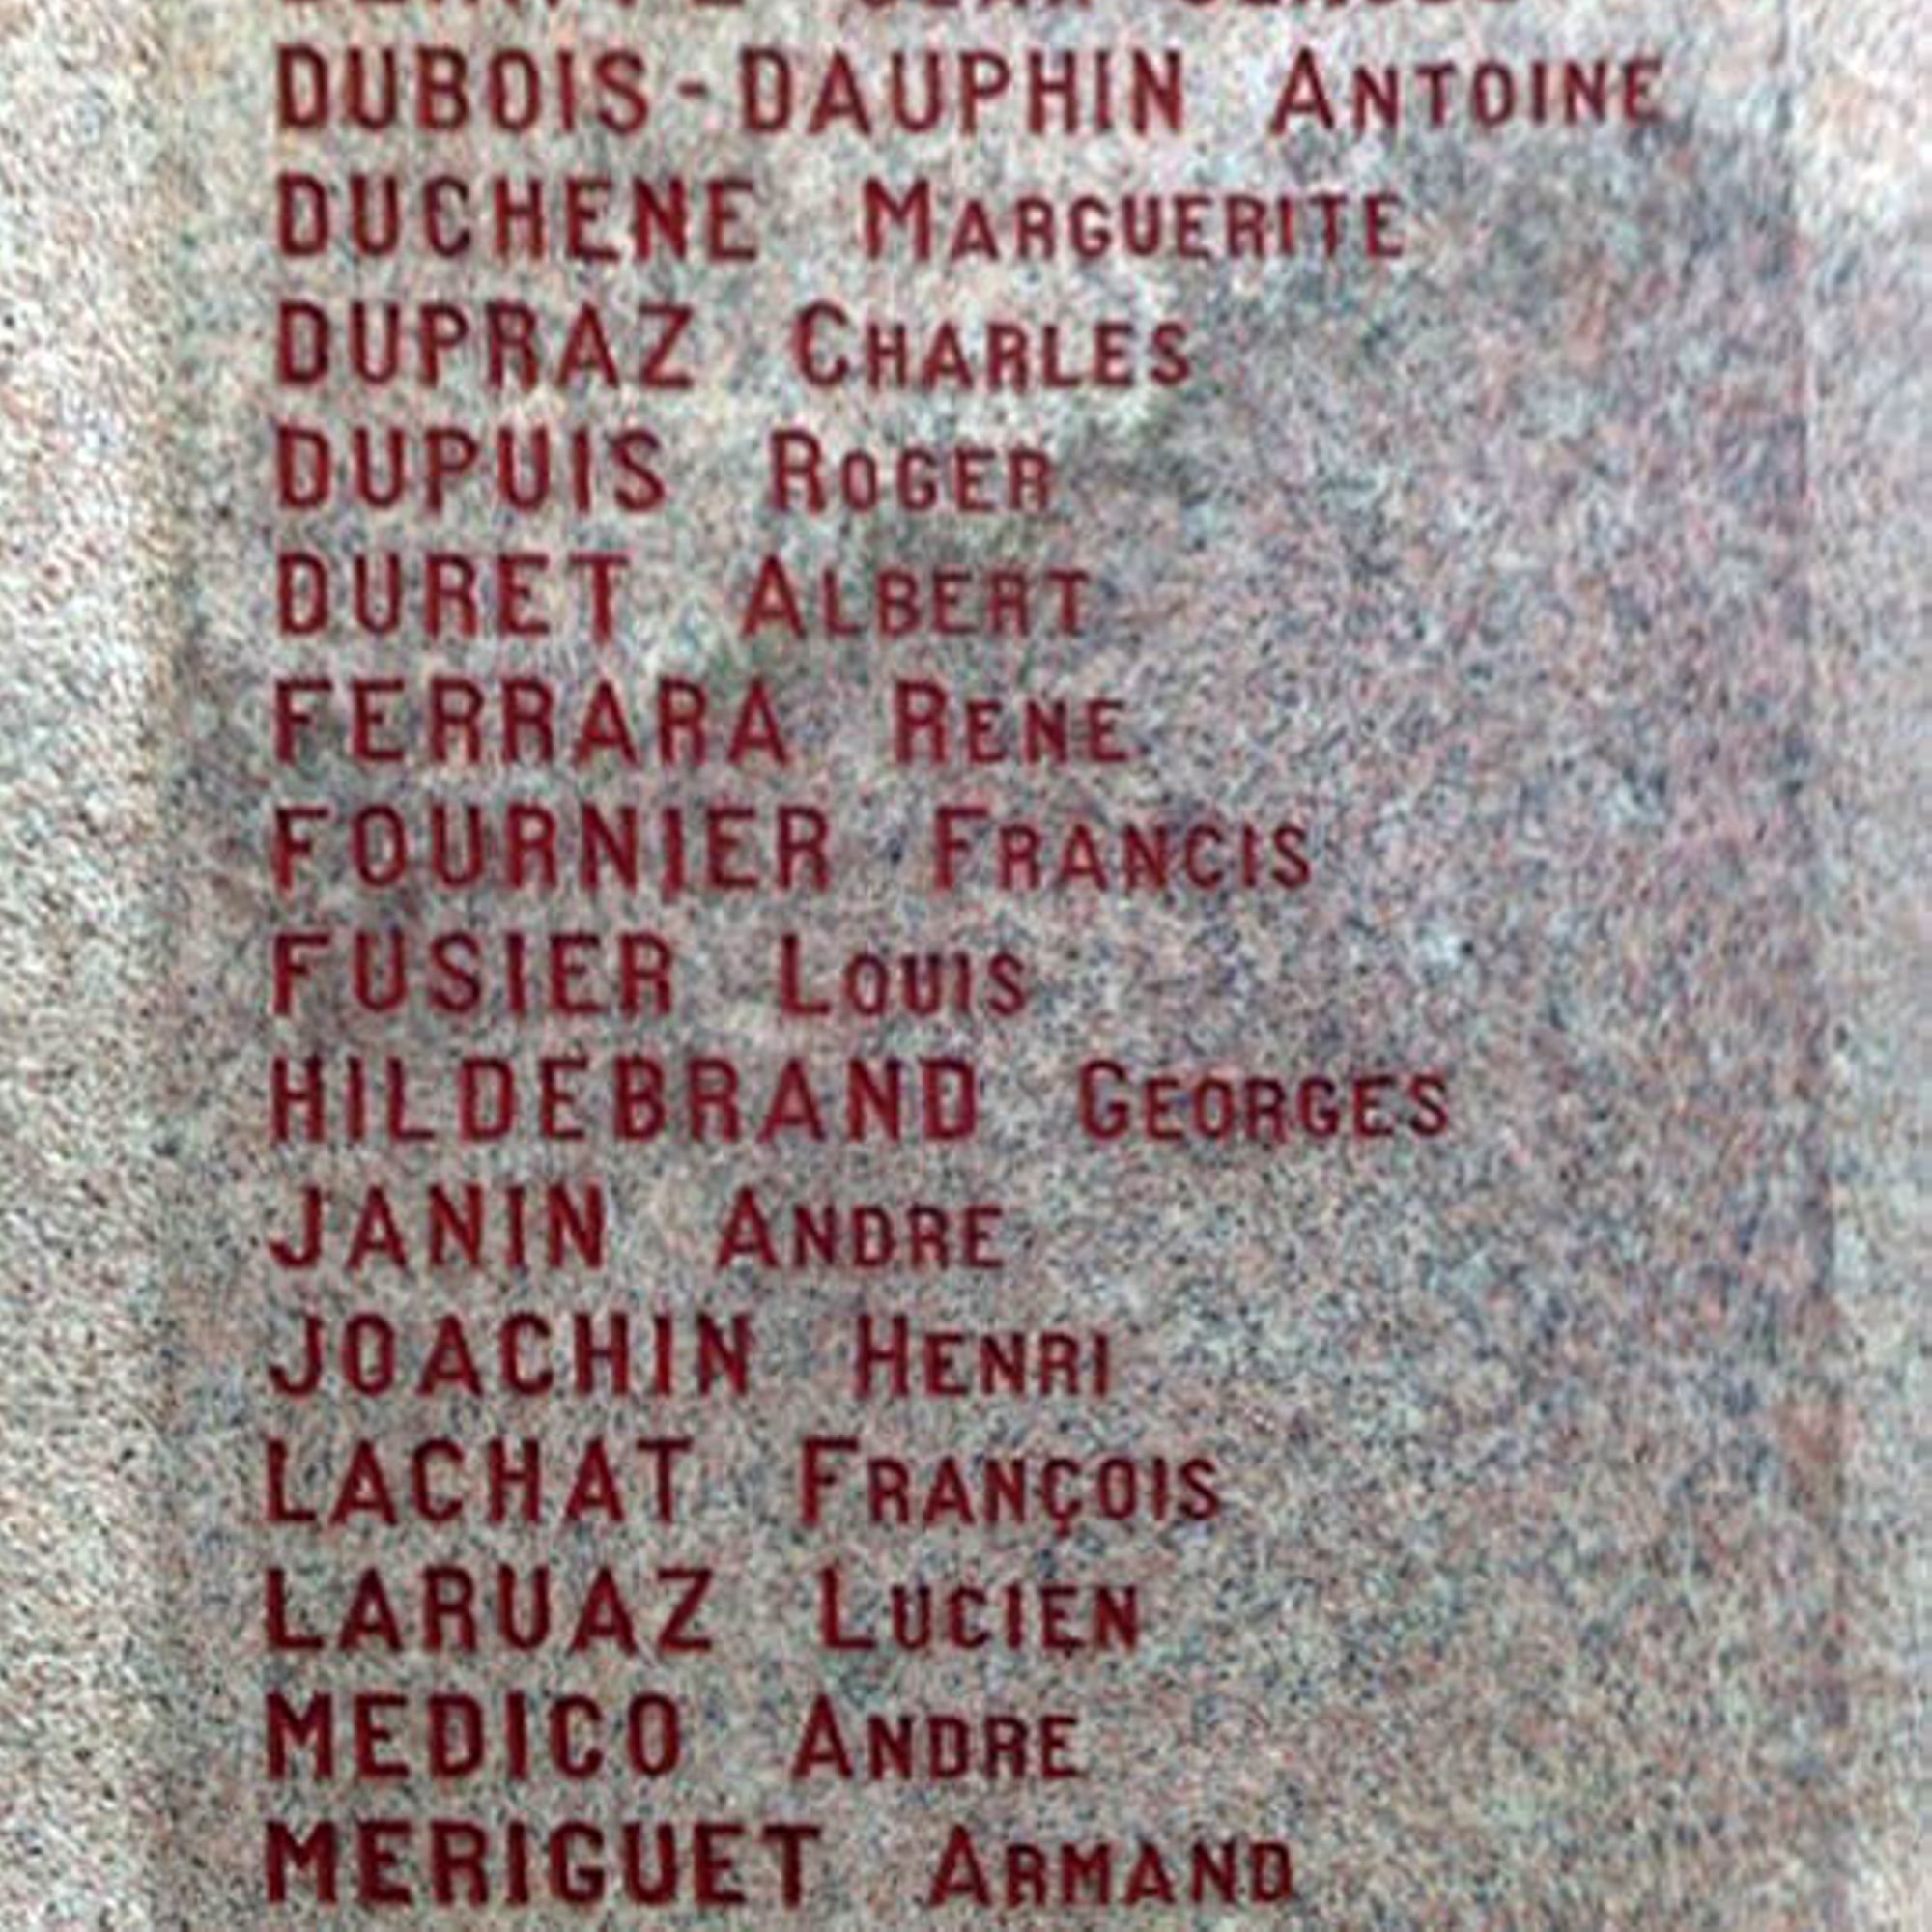 DUBOIS-DAUPHIN ANTOINE
DUCHENE MARGUERITE
DUPRAZ CHARLES
DUPUIS ROGER
DURET ALBERT
FERRARA RENE
FOURNIER FRANCIS
FUSIER LOUIS
HILDEBRAND GEORGES
JANIN ANDRE
JOACHIN HENRI
LACHAT FRANÇOIS
LARUAZ LUCIEN
MEDICO ANDRE
MERIGUET ARMAND